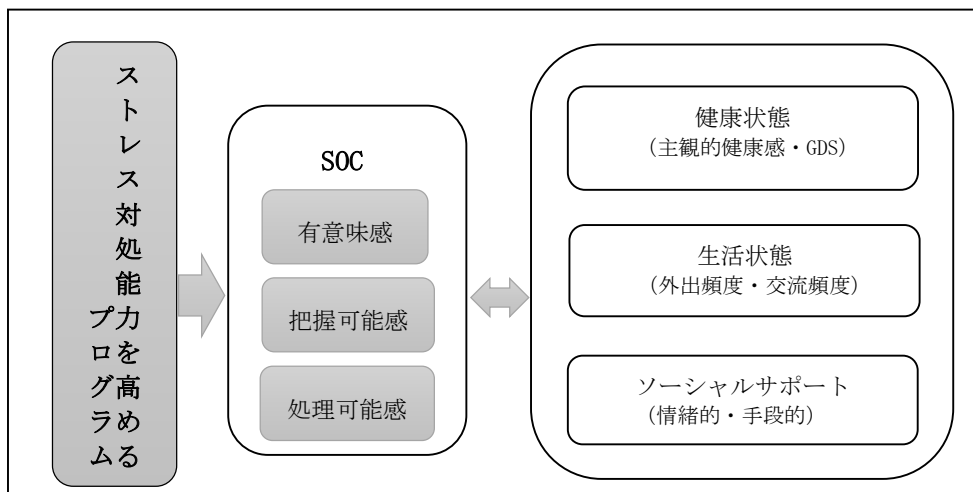 ストレス対処能力を高める
プログラム
SOC
有意味感
把握可能感
処理可能感
健康状態
(主観的健康感・GDS)
生活状態
(外出頻度・交流頻度)
ソーシャルサポート
(情緒的・手段的)